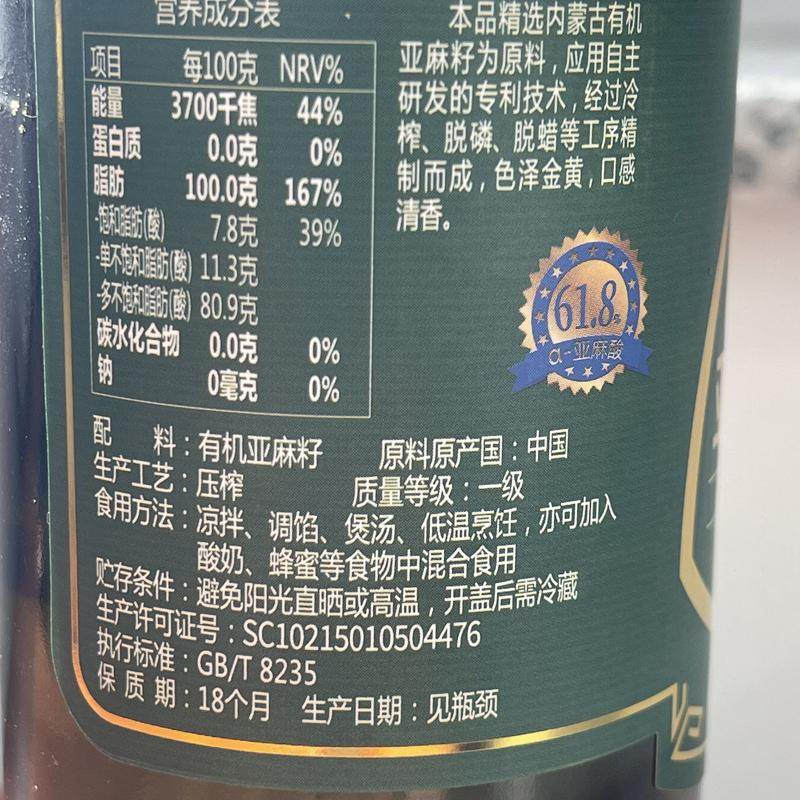 营养成分表
项目 每100克 NRV%
能量 3700千焦 44%
蛋白质 0.0克 0%
脂肪 100.0克 167%
-饱和脂肪(酸) 7.8克 39%
-单不饱和脂肪(酸) 11.3克
-多不饱和脂肪(酸) 80.9克
碳水化合物 0.0克 0%
钠 0毫克 0%
本品精选内蒙古有机
亚麻籽为原料，应用自主
研发的专利技术，经过冷
榨、脱磷、脱蜡等工序精
制而成，色泽金黄，口感
清香。
61.8%
α-亚麻酸
配 料：有机亚麻籽 原料原产国：中国
生产工艺：压榨 质量等级：一级
食用方法：凉拌、调馅、煲汤、低温烹饪，亦可加入
酸奶、蜂蜜等食物中混合食用
贮存条件：避免阳光直晒或高温，开盖后需冷藏
生产许可证号：SC10215010504476
执行标准：GB/T 8235
保 质 期：18个月 生产日期：见瓶颈